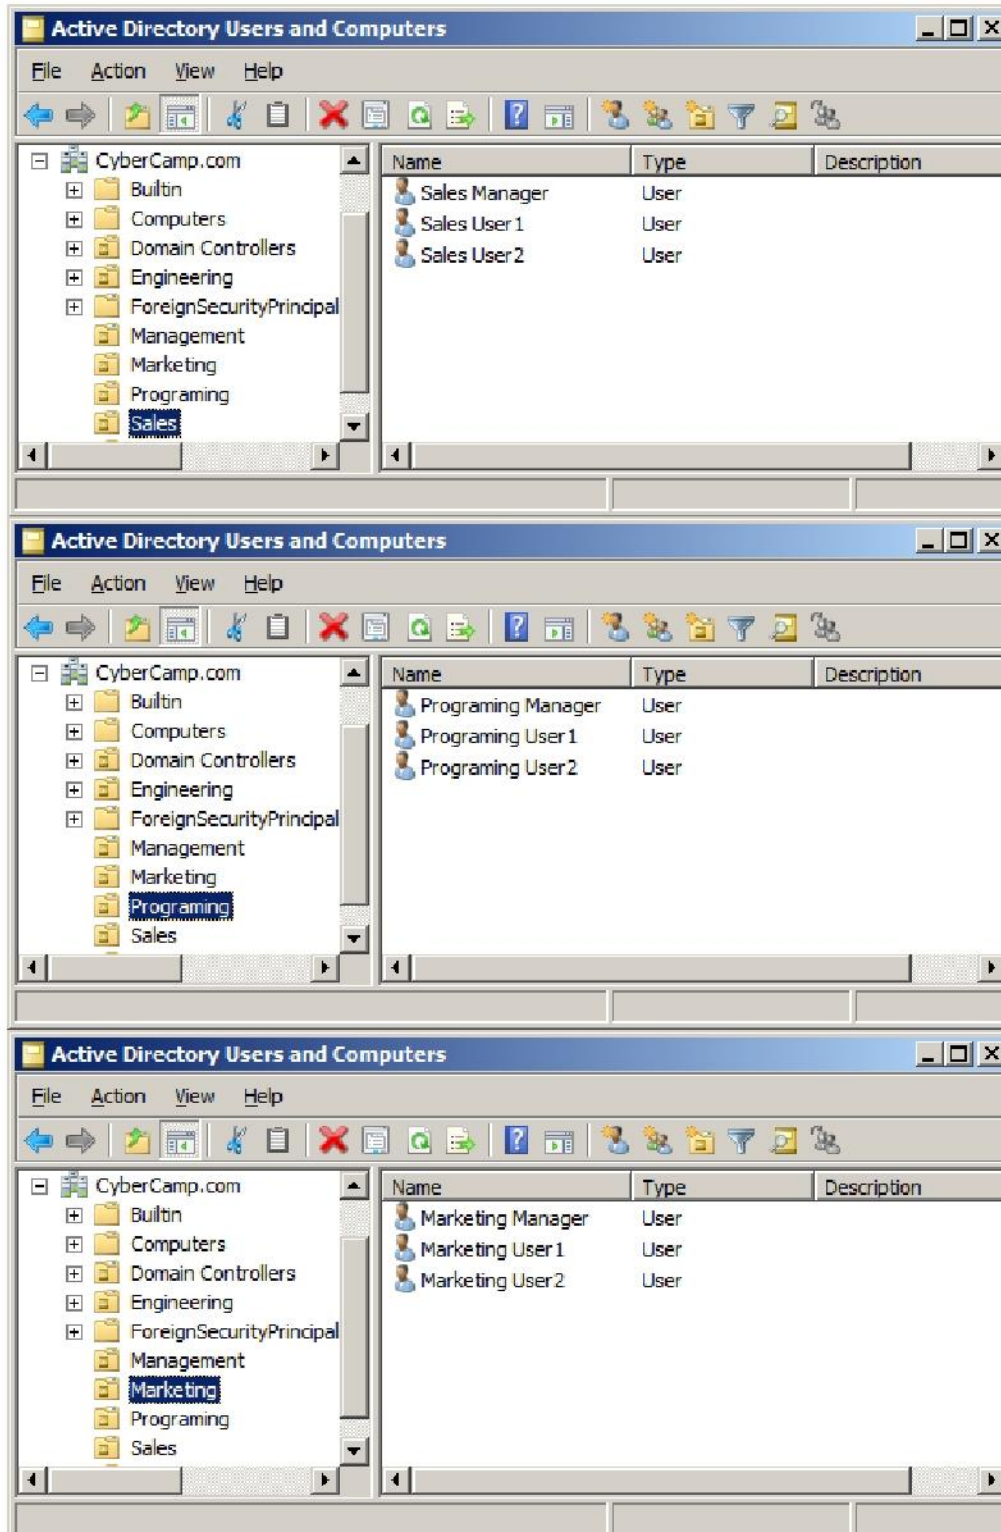 Active Directory Users and Computers
File Action View Help
CyberCamp.com
Builtin
Computers
Domain Controllers
Engineering
ForeignSecurityPrincipal
Management
Marketing
Programing
Sales
Name Type Description
Sales Manager User
Sales User1 User
Sales User2 User
Active Directory Users and Computers
File Action View Help
CyberCamp.com
Builtin
Computers
Domain Controllers
Engineering
ForeignSecurityPrincipal
Management
Marketing
Programing
Sales
Name Type Description
Programing Manager User
Programing User1 User
Programing User2 User
Active Directory Users and Computers
File Action View Help
CyberCamp.com
Builtin
Computers
Domain Controllers
Engineering
ForeignSecurityPrincipal
Management
Marketing
Programing
Sales
Name Type Description
Marketing Manager User
Marketing User1 User
Marketing User2 User